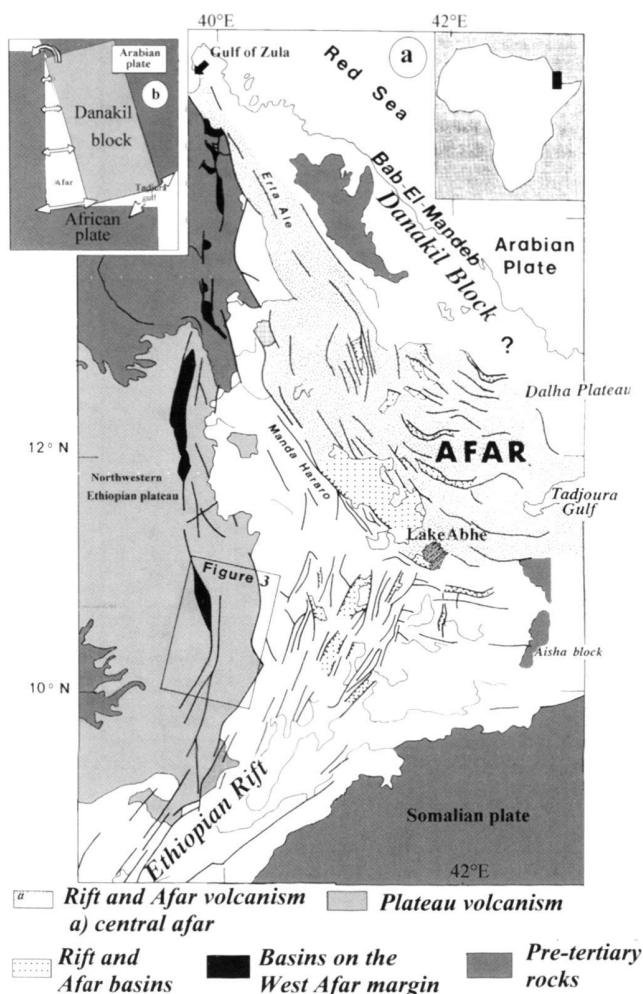 40°E
42°E
Gulf of Zula
a
Red Sea
Arabian
plate
b
Danakil
block
Afar
Tadjoura
gulf
African
plate
Erta Ale
Bab-El-Mandeb
Danakil Block
Arabian
Plate
?
Dalha Plateau
12° N
AFAR
Manda Hararo
Northwestern
Ethiopian plateau
Tadjoura
Gulf
LakeAbhe
Figure 3
Aisha block
10° N
Ethiopian Rift
Somalian plate
42°E
a
Rift and Afar volcanism
a) central afar
Plateau volcanism
Rift and
Afar basins
Basins on the
West Afar margin
Pre-tertiary
rocks